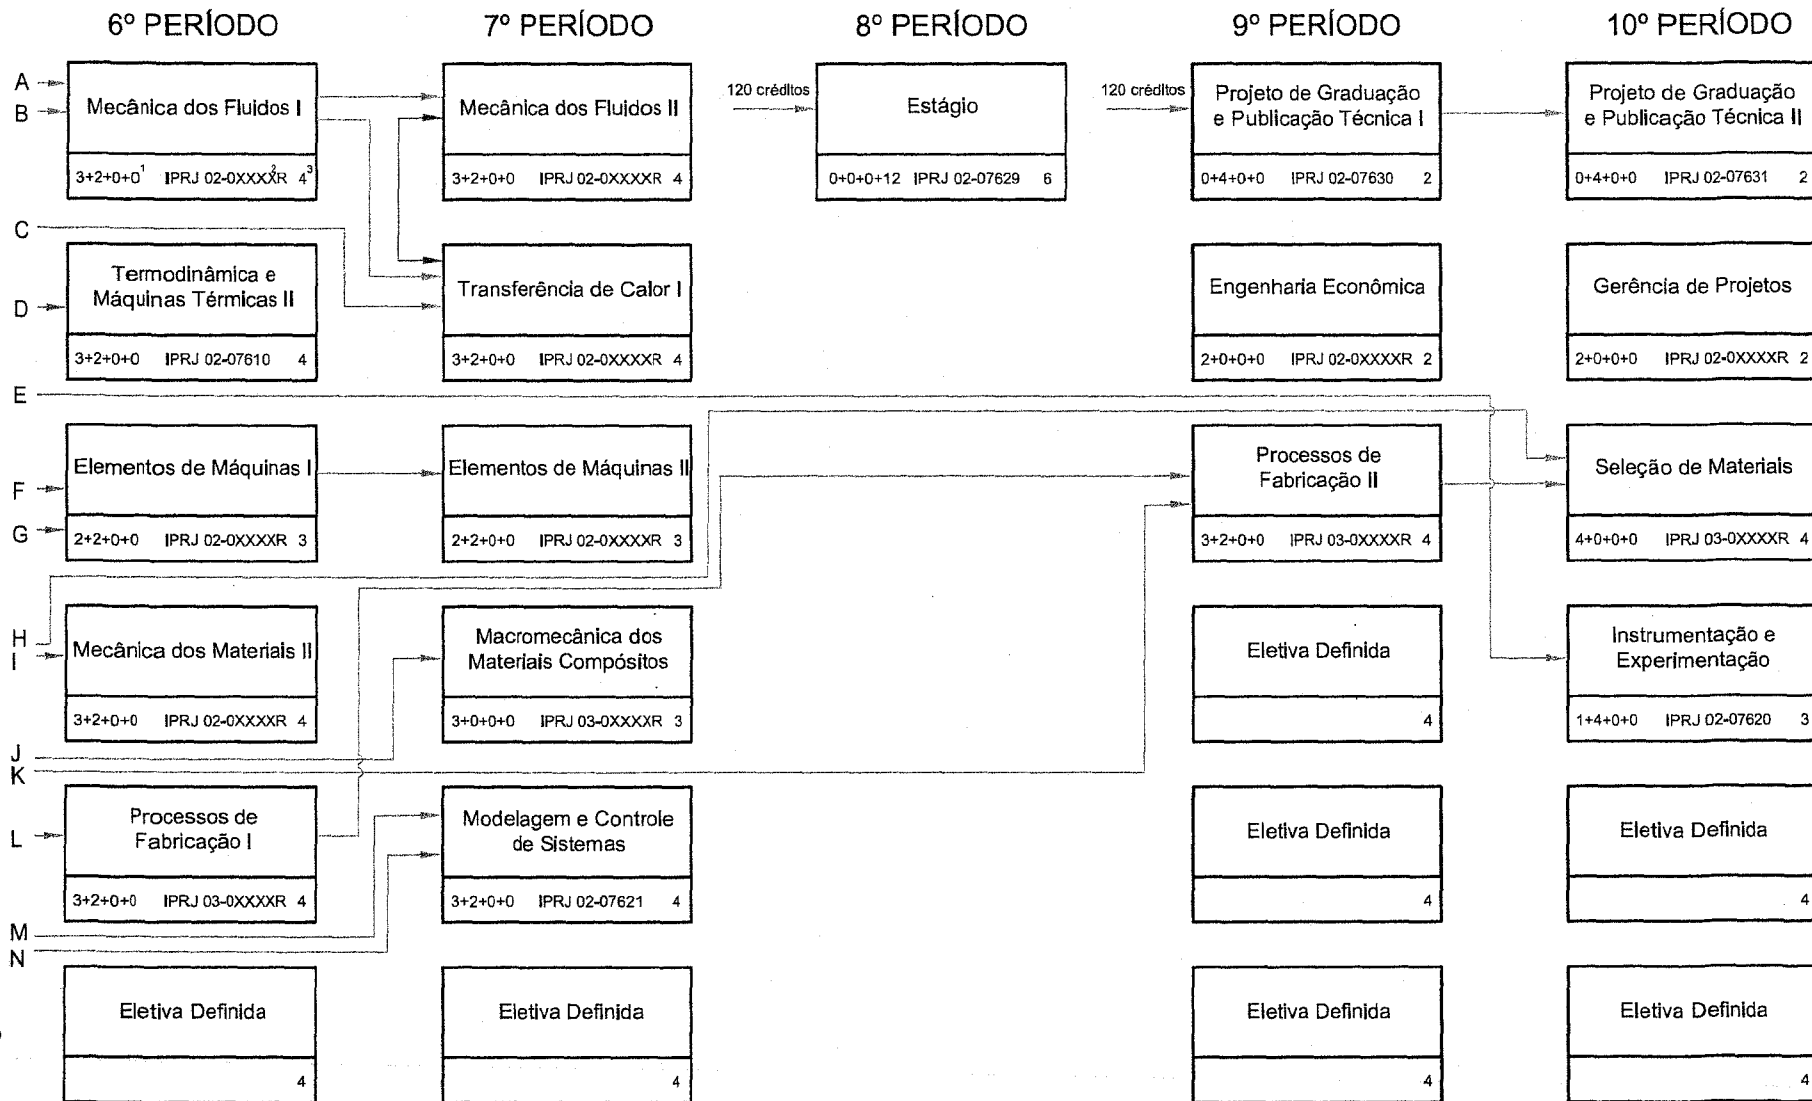 6º PERÍODO
7º PERÍODO
8º PERÍODO
9º PERÍODO
10º PERÍODO
A
B
Mecânica dos Fluidos I
3+2+0+0¹ IPRJ 02-0XXXXR² 4³
Mecânica dos Fluidos II
3+2+0+0 IPRJ 02-0XXXXR 4
120 créditos
Estágio
0+0+0+12 IPRJ 02-07629 6
120 créditos
Projeto de Graduação
e Publicação Técnica I
0+4+0+0 IPRJ 02-07630 2
Projeto de Graduação
e Publicação Técnica II
0+4+0+0 IPRJ 02-07631 2
C
D
Termodinâmica e
Máquinas Térmicas II
3+2+0+0 IPRJ 02-07610 4
Transferência de Calor I
3+2+0+0 IPRJ 02-0XXXXR 4
Engenharia Econômica
2+0+0+0 IPRJ 02-0XXXXR 2
Gerência de Projetos
2+0+0+0 IPRJ 02-0XXXXR 2
E
F
G
Elementos de Máquinas I
2+2+0+0 IPRJ 02-0XXXXR 3
Elementos de Máquinas II
2+2+0+0 IPRJ 02-0XXXXR 3
Processos de
Fabricação II
3+2+0+0 IPRJ 03-0XXXXR 4
Seleção de Materiais
4+0+0+0 IPRJ 03-0XXXXR 4
H
I
Mecânica dos Materiais II
3+2+0+0 IPRJ 02-0XXXXR 4
Macromecânica dos
Materiais Compósitos
3+0+0+0 IPRJ 03-0XXXXR 3
Eletiva Definida
4
Instrumentação e
Experimentação
1+4+0+0 IPRJ 02-07620 3
J
K
L
Processos de
Fabricação I
3+2+0+0 IPRJ 03-0XXXXR 4
Modelagem e Controle
de Sistemas
3+2+0+0 IPRJ 02-07621 4
Eletiva Definida
4
Eletiva Definida
4
M
N
Eletiva Definida
4
Eletiva Definida
4
Eletiva Definida
4
Eletiva Definida
4